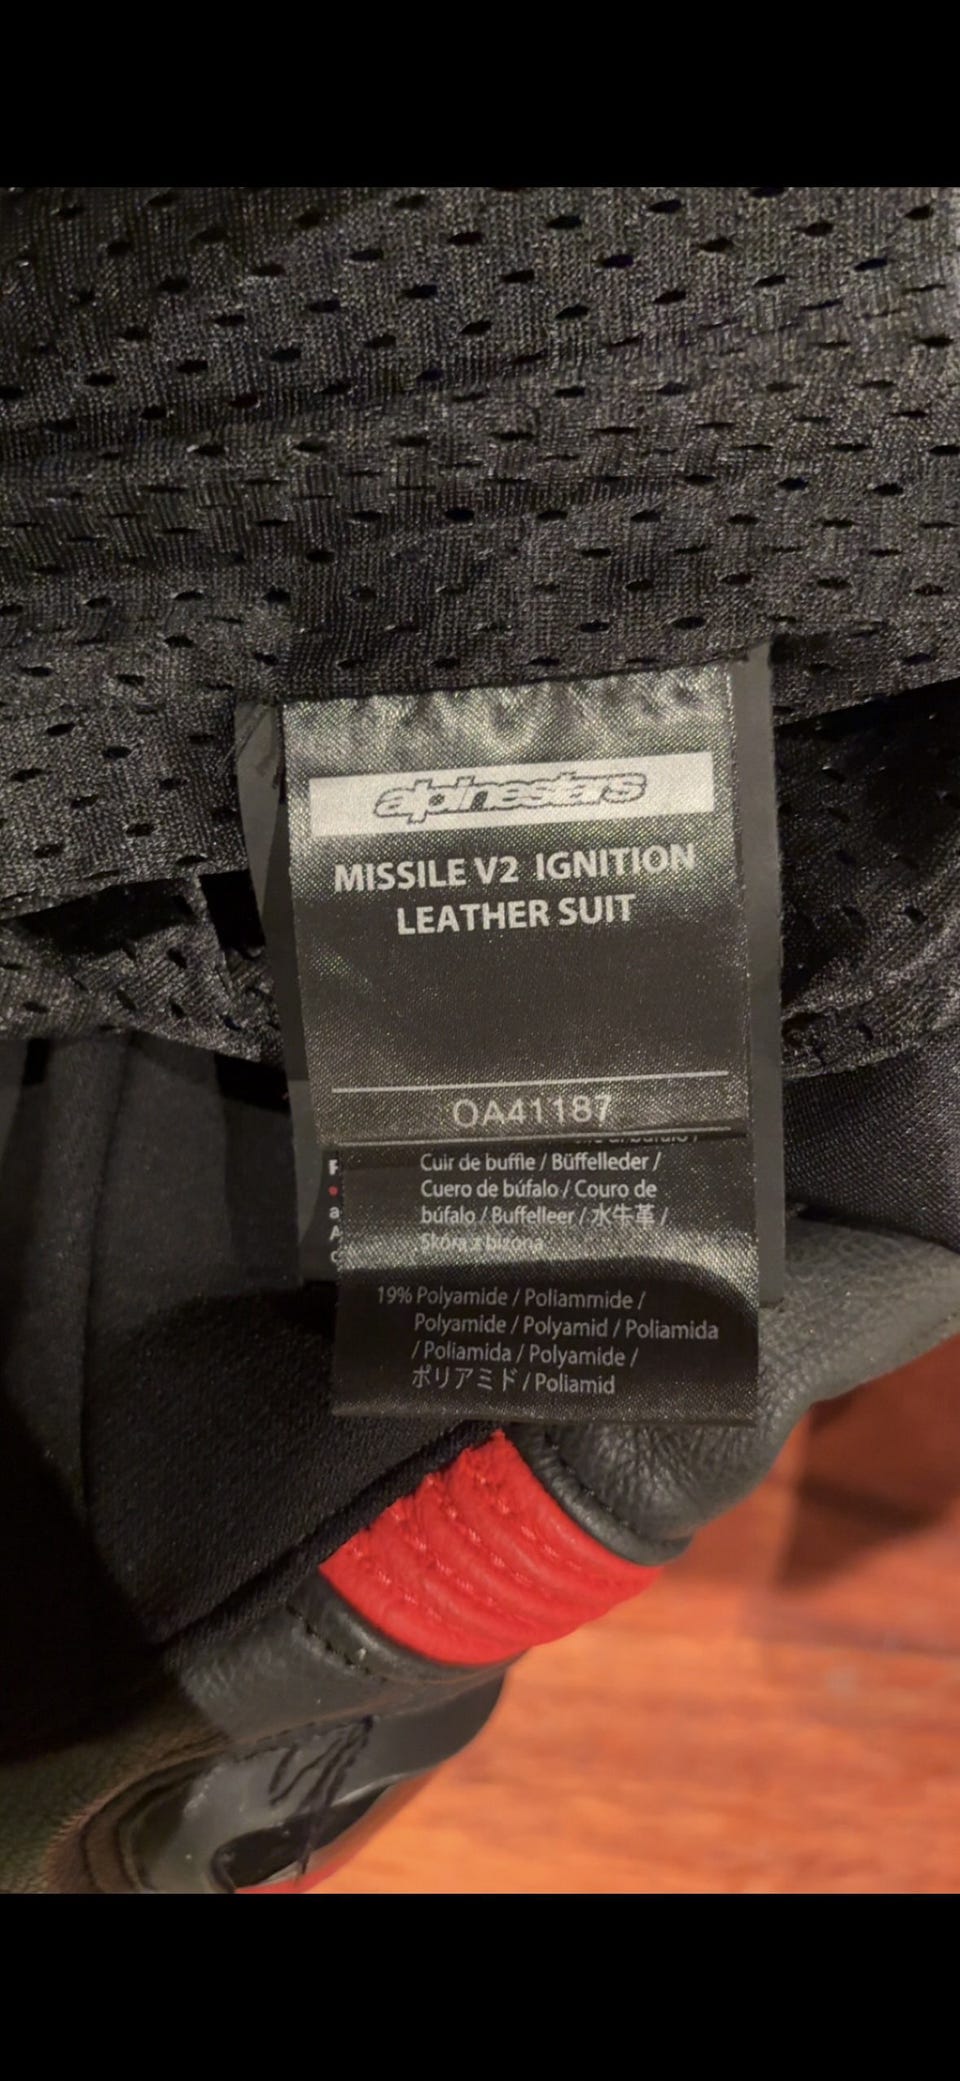 alpinestars
MISSILE V2 IGNITION
LEATHER SUIT
OA41187
Cuir de buffle / Büffelleder /
Cuero de búfalo / Couro de
búfalo / Buffelleer / 水牛革 /
Skóra z bizona
19% Polyamide / Poliammide /
Polyamide / Polyamid / Poliamida
/ Poliamida / Polyamide /
ポリアミド / Poliamid